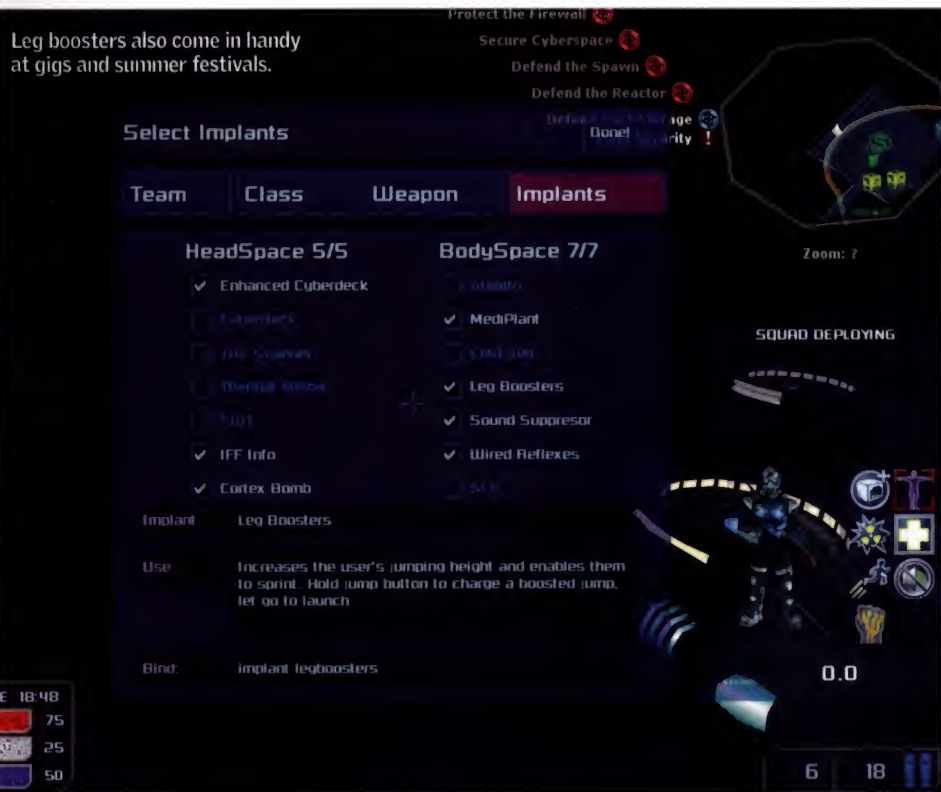 Protect the Firewall
Leg boosters also come in handy
at gigs and summer festivals.
Secure Cyberspace
Defend the Spawn
Defend the Reactor
Select Implants
Done!
Team Class Weapon Implants
HeadSpace 5/5
BodySpace 7/7
Zoom: ?
Enhanced Cyberdeck
Cyberdeck
MediPlant
SQUAD DEPLOYING
Thermal
Leg Boosters
Sound Suppresor
IFF Info
Wired Reflexes
Cortex Bomb
Implant Leg Boosters
Use Increases the user's jumping height and enables them
to sprint. Hold jump button to charge a boosted jump,
let go to launch
Bind: implant legboosters
0.0
18:48
75
25
50
6 18